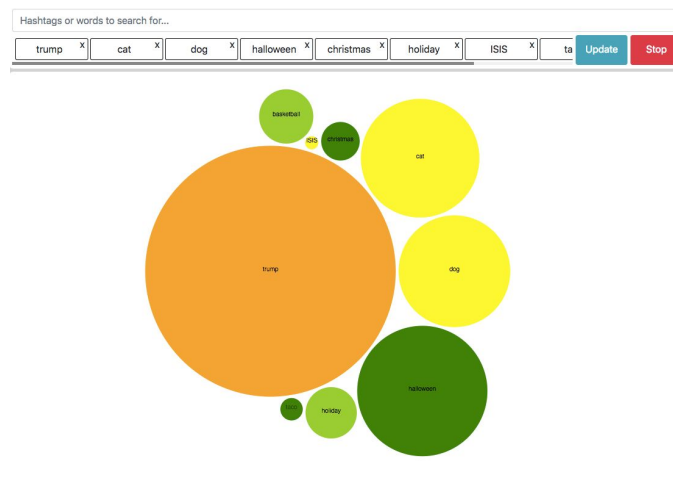 Hashtags or words to search for...
trump X cat X dog X halloween X christmas X holiday X ISIS X ta Update Stop
basketball
ISIS christmas
cat
trump dog
halloween
holiday